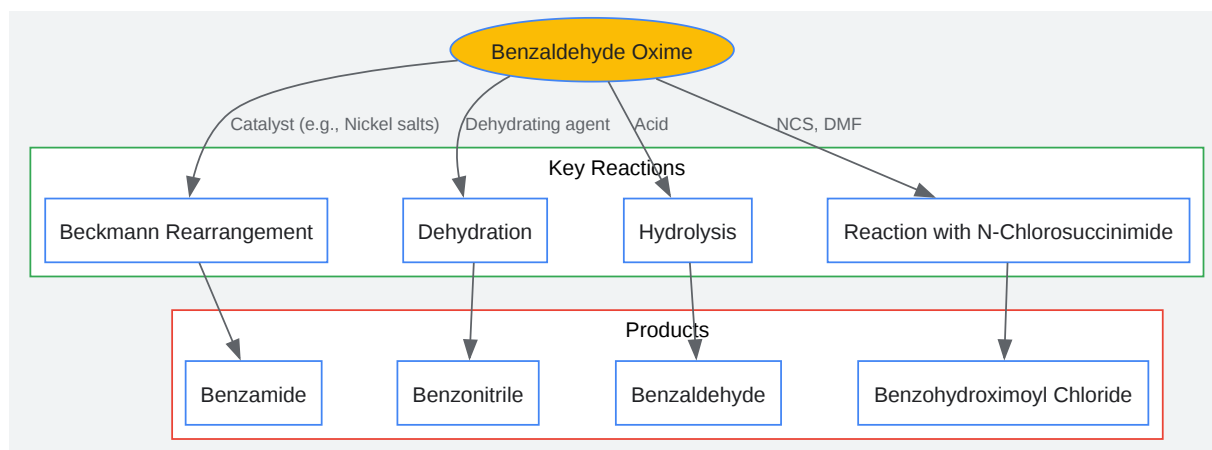 Benzaldehyde Oxime
Catalyst (e.g., Nickel salts)
Dehydrating agent
Acid
NCS, DMF
Key Reactions
Beckmann Rearrangement
Dehydration
Hydrolysis
Reaction with N-Chlorosuccinimide
Products
Benzamide
Benzonitrile
Benzaldehyde
Benzohydroximoyl Chloride